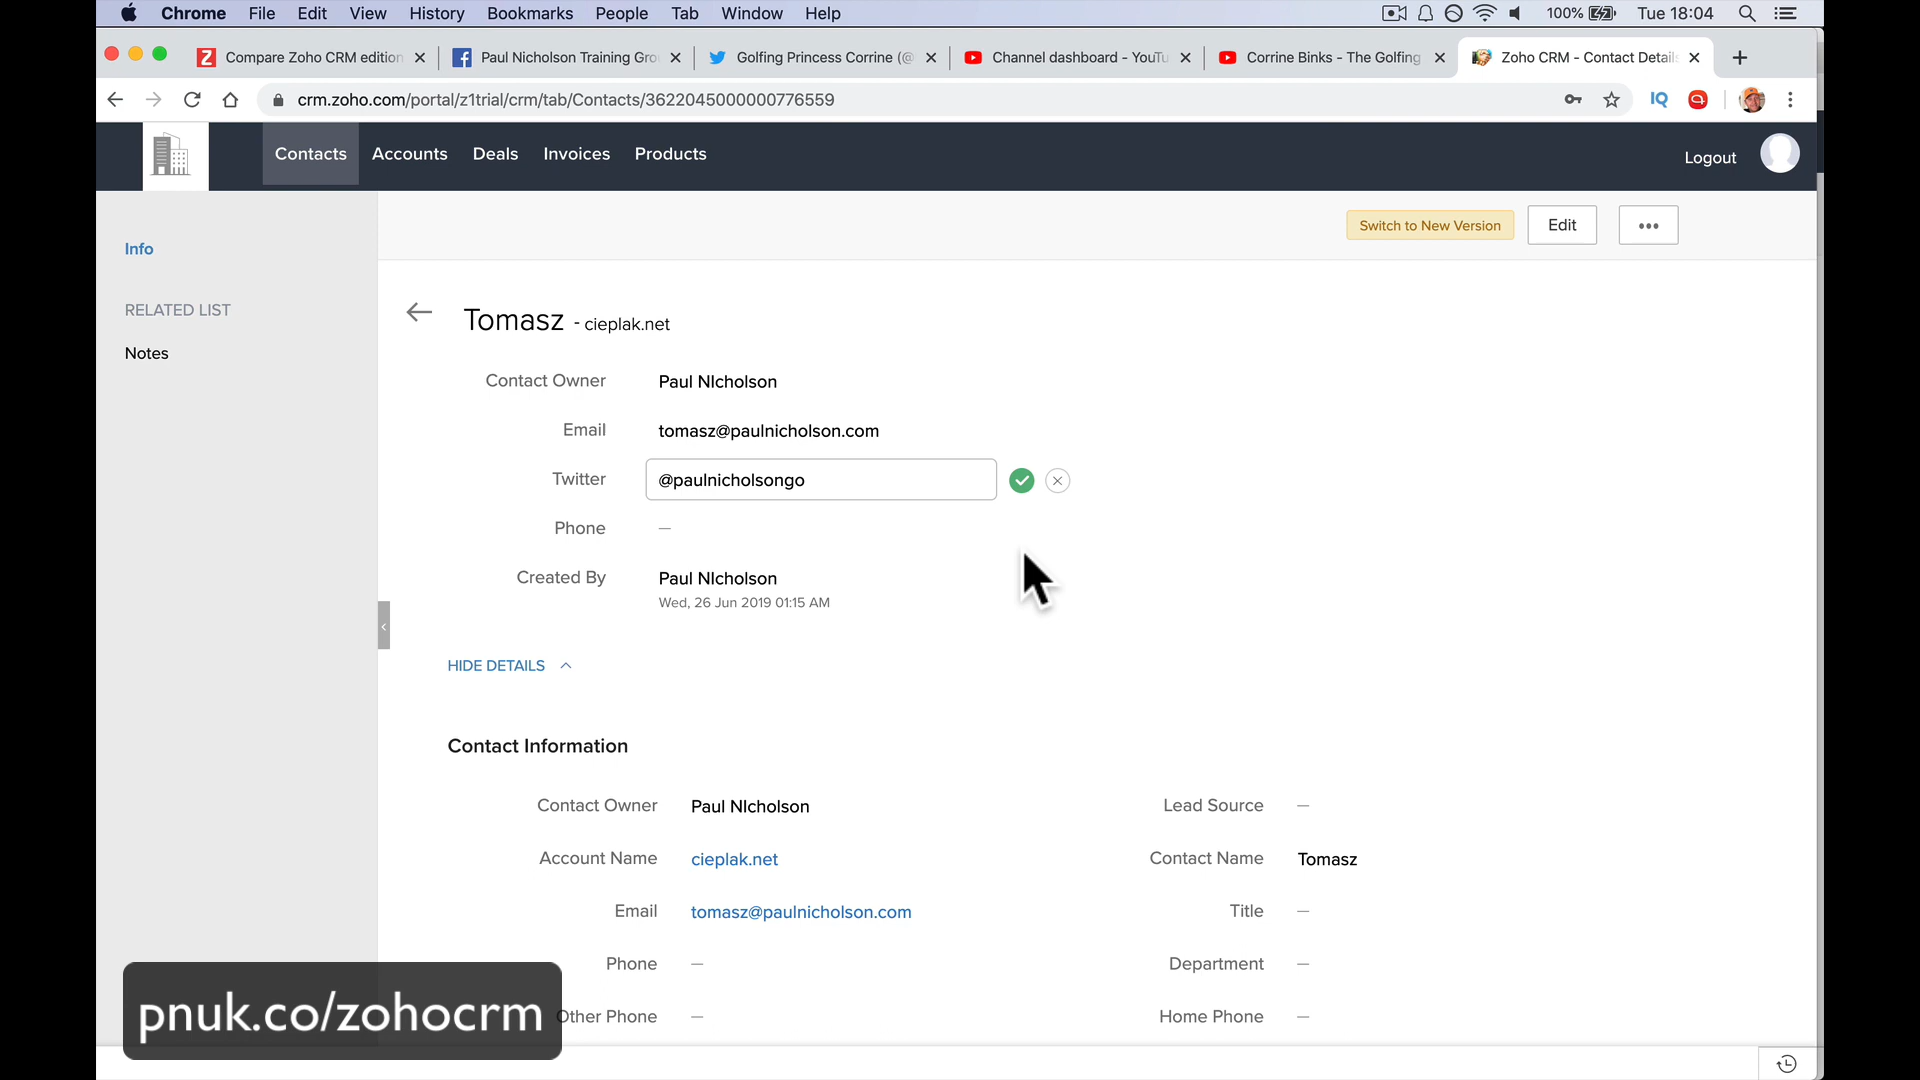 Chrome File Edit View History Bookmarks People Tab Window Help 100% Tue 18:04
Compare Zoho CRM edition Paul Nicholson Training Gro Golfing Princess Corrine (@ Channel dashboard - YouTu Corrine Binks - The Golfing Zoho CRM - Contact Details
crm.zoho.com/portal/z1trial/crm/tab/Contacts/3622045000000776559 IQ
Contacts Accounts Deals Invoices Products Logout
Switch to New Version Edit
Info
RELATED LIST
Notes
Tomasz - cieplak.net
Contact Owner Paul NIcholson
Email tomasz@paulnicholson.com
Twitter @paulnicholsongo
Phone —
Created By Paul NIcholson
Wed, 26 Jun 2019 01:15 AM
HIDE DETAILS
Contact Information
Contact Owner Paul NIcholson Lead Source —
Account Name cieplak.net Contact Name Tomasz
Email tomasz@paulnicholson.com Title —
Phone — Department —
Other Phone — Home Phone —
pnuk.co/zohocrm